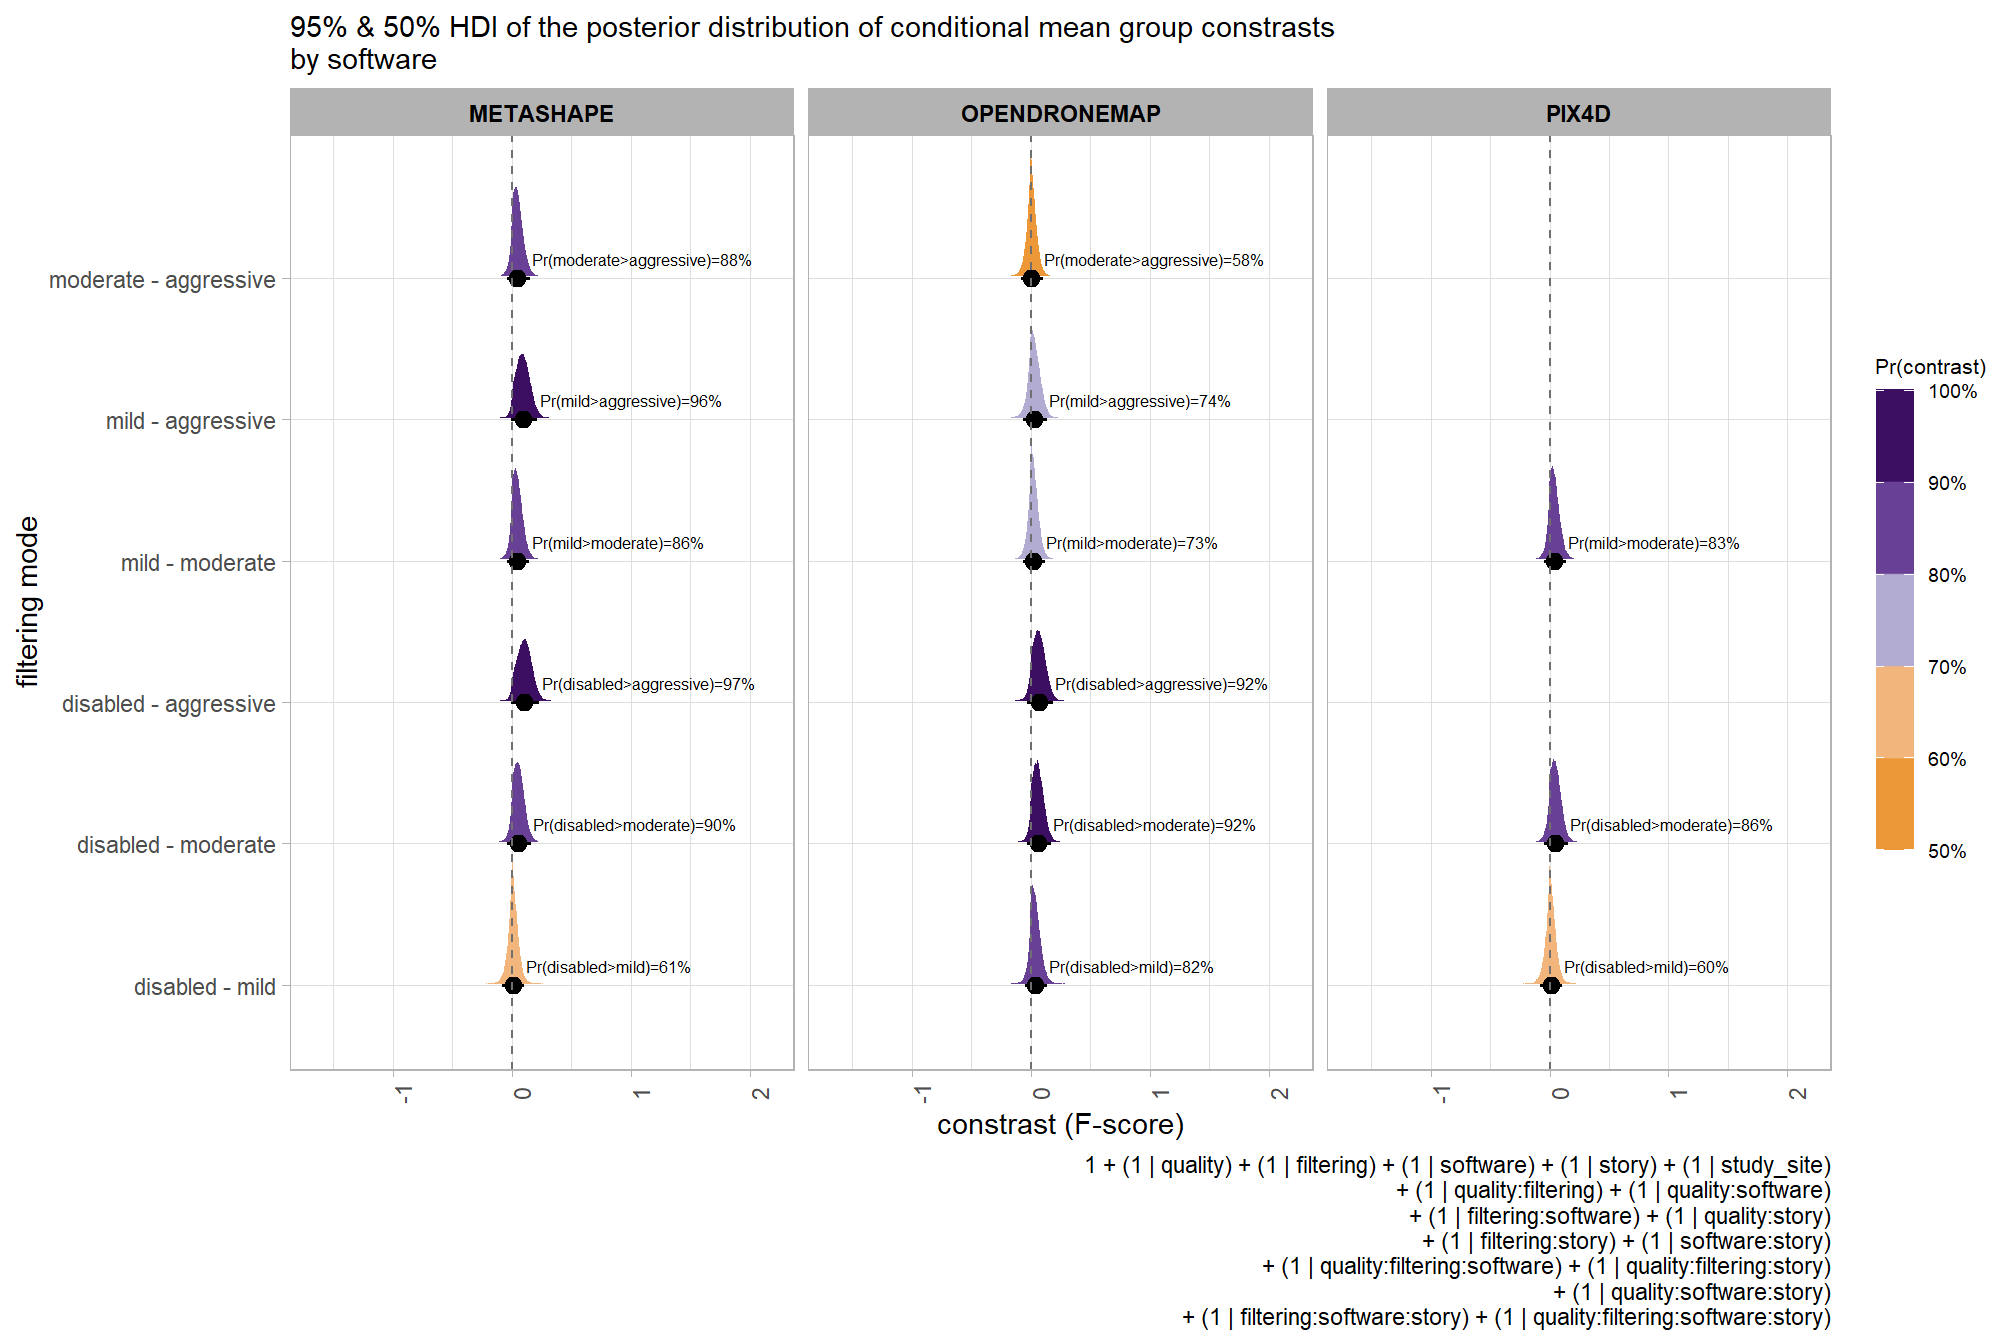 95% & 50% HDI of the posterior distribution of conditional mean group constrasts
by software
METASHAPE
OPENDRONEMAP
PIX4D
filtering mode
moderate - aggressive
Pr(moderate>aggressive)=88%
Pr(moderate>aggressive)=58%
mild - aggressive
Pr(mild>aggressive)=96%
Pr(mild>aggressive)=74%
mild - moderate
Pr(mild>moderate)=86%
Pr(mild>moderate)=73%
Pr(mild>moderate)=83%
disabled - aggressive
Pr(disabled>aggressive)=97%
Pr(disabled>aggressive)=92%
disabled - moderate
Pr(disabled>moderate)=90%
Pr(disabled>moderate)=92%
Pr(disabled>moderate)=86%
disabled - mild
Pr(disabled>mild)=61%
Pr(disabled>mild)=82%
Pr(disabled>mild)=60%
-1 0 1 2
-1 0 1 2
-1 0 1 2
constrast (F-score)
Pr(contrast)
100%
90%
80%
70%
60%
50%
1 + (1 | quality) + (1 | filtering) + (1 | software) + (1 | story) + (1 | study_site)
+ (1 | quality:filtering) + (1 | quality:software)
+ (1 | filtering:software) + (1 | quality:story)
+ (1 | filtering:story) + (1 | software:story)
+ (1 | quality:filtering:software) + (1 | quality:filtering:story)
+ (1 | quality:software:story)
+ (1 | filtering:software:story) + (1 | quality:filtering:software:story)